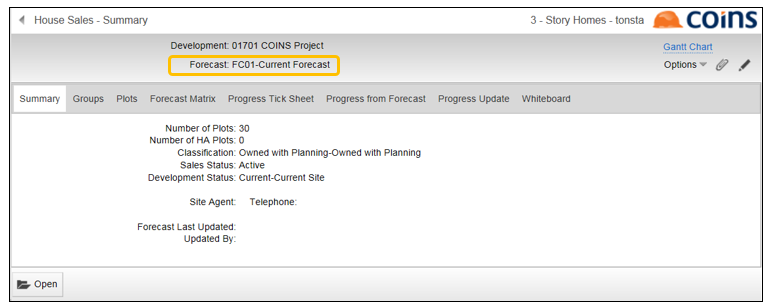 House Sales - Summary
3 - Story Homes - tonsta
COINS
Development: 01701 COINS Project
Gantt Chart
Forecast: FC01-Current Forecast
Options
Summary Groups Plots Forecast Matrix Progress Tick Sheet Progress from Forecast Progress Update Whiteboard
Number of Plots: 30
Number of HA Plots: 0
Classification: Owned with Planning-Owned with Planning
Sales Status: Active
Development Status: Current-Current Site
Site Agent: Telephone:
Forecast Last Updated:
Updated By:
Open